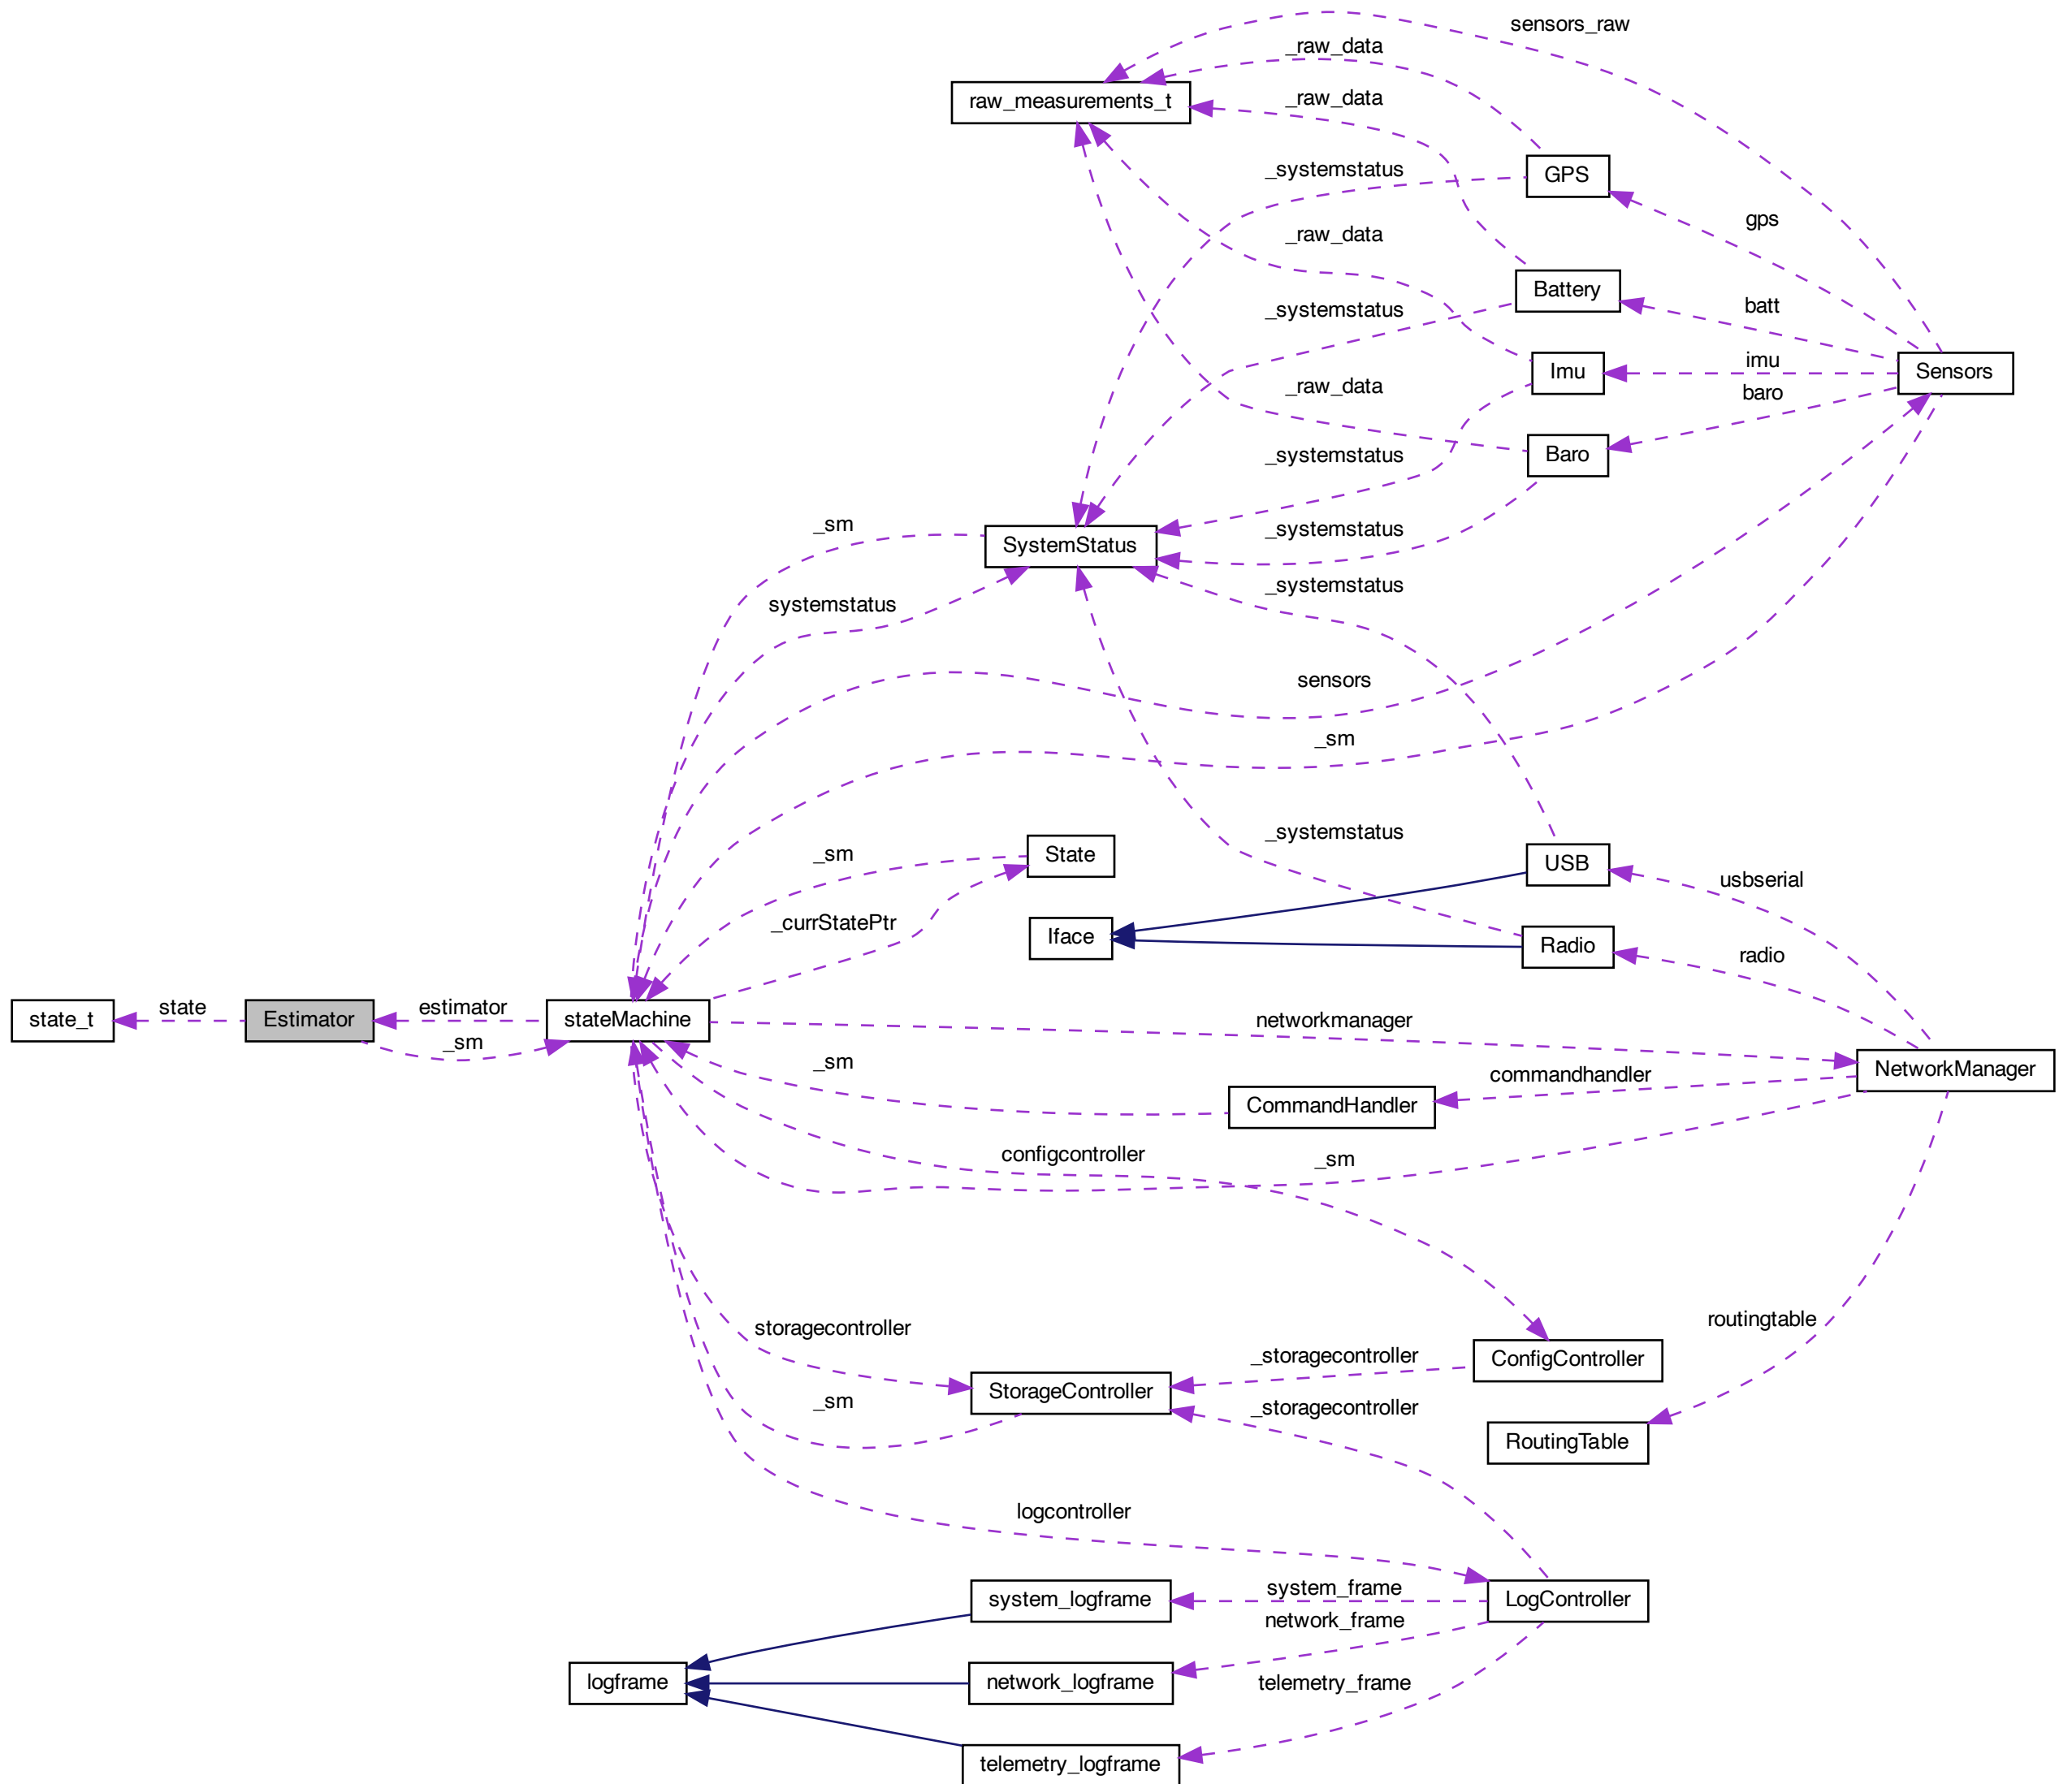 sensors_raw
_raw_data
raw_measurements_t
_raw_data
_systemstatus
GPS
gps
_raw_data
Battery
batt
_systemstatus
imu
Imu
Sensors
_raw_data
baro
_systemstatus
Baro
_sm
_systemstatus
SystemStatus
systemstatus
_systemstatus
sensors
_sm
_systemstatus
_sm
State
USB
usbserial
_currStatePtr
Iface
Radio
radio
state_t
state
Estimator
estimator
_sm
stateMachine
networkmanager
_sm
commandhandler
NetworkManager
CommandHandler
configcontroller
_sm
storagecontroller
routingtable
_storagecontroller
ConfigController
StorageController
_sm
_storagecontroller
RoutingTable
logcontroller
system_logframe
system_frame
LogController
network_frame
logframe
network_logframe
telemetry_frame
telemetry_logframe